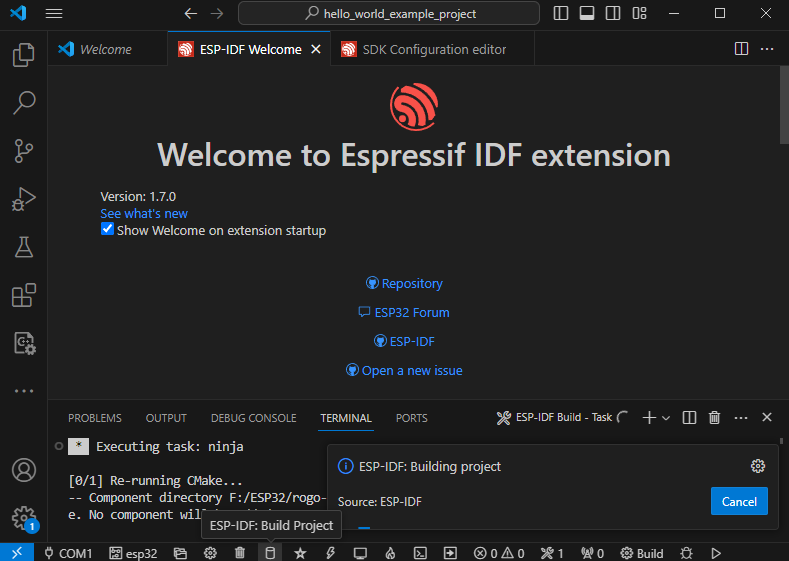 hello_world_example_project
Welcome
ESP-IDF Welcome
SDK Configuration editor
Welcome to Espressif IDF extension
Version: 1.7.0
See what's new
Show Welcome on extension startup
Repository
ESP32 Forum
ESP-IDF
Open a new issue
PROBLEMS OUTPUT DEBUG CONSOLE TERMINAL PORTS ESP-IDF Build - Task
* Executing task: ninja
[0/1] Re-running CMake...
-- Component directory F:/ESP32/rogo-
e. No component will
ESP-IDF: Building project
Source: ESP-IDF
Cancel
ESP-IDF: Build Project
1
COM1 esp32 0 0 1 0 Build